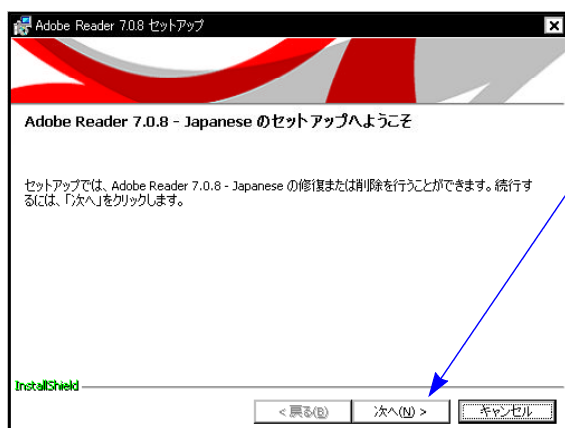 Adobe Reader 7.0.8 セットアップ
Adobe Reader 7.0.8 - Japanese のセットアップへようこそ
セットアップでは、Adobe Reader 7.0.8 - Japanese の修復または削除を行うことができます。続行す
るには、「次へ」をクリックします。
InstallShield
< 戻る(B) 次へ(N) > キャンセル